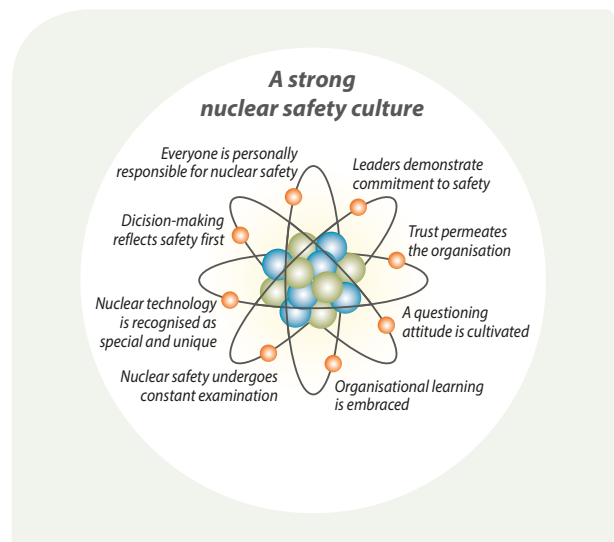 A strong
nuclear safety culture
Everyone is personally
responsible for nuclear safety
Leaders demonstrate
commitment to safety
Dicision-making
reflects safety first
Trust permeates
the organisation
Nuclear technology
is recognised as
special and unique
A questioning
attitude is cultivated
Nuclear safety undergoes
constant examination
Organisational learning
is embraced